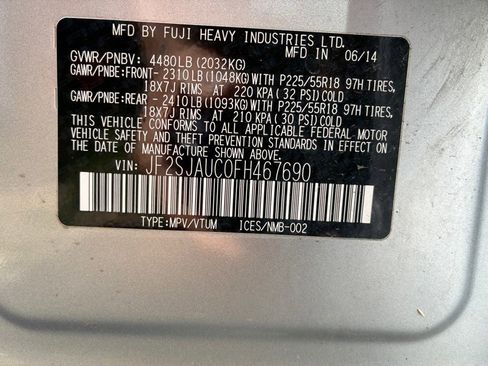 MFD. BY FUJI HEAVY INDUSTRIES LTD. 06/14
GVWR/PNBV: 4480LB(2032KG)
GAWR/PNBE:FRONT-2310LB(1048KG)WITH P225/55R18 97H TIRES,
18X7J RIMS AT 220 KPA (32 PSI)COLD
GAWR/PNBE:REAR -2410LB(1093KG)WITH P225/55R18 97H TIRES,
18X7J RIMS AT 210 KPA (30 PSI)COLD
THIS VEHICLE CONFORMS TO ALL APPLICABLE FEDERAL MOTOR
VEHICLE SAFETY AND BUMPER STANDARDS IN EFFECT ON THE
DATE OF MANUFACTURE SHOWN ABOVE.
VIN: JF2SJAUC0FH467690
TYPE:MPV/VTUM ICES/NMB-002